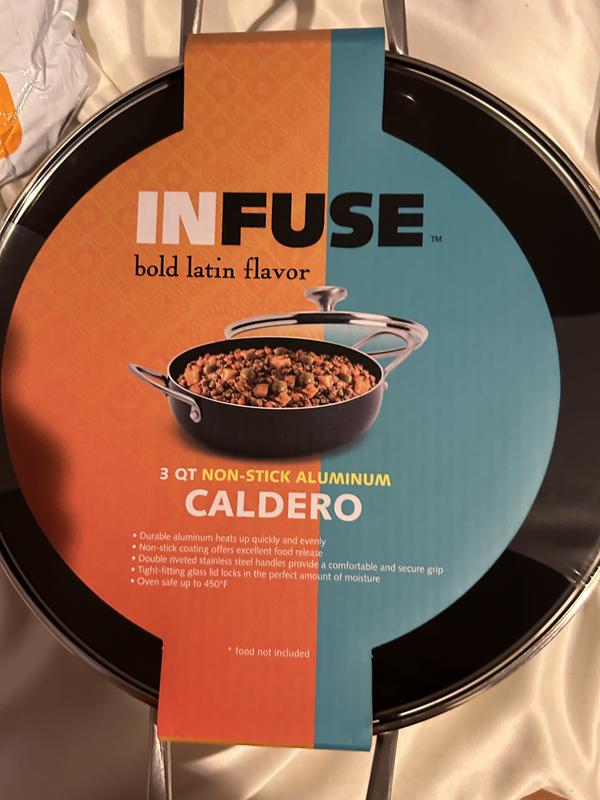 INFUSE™
bold latin flavor
3 QT NON-STICK ALUMINUM
CALDERO
• Durable aluminum heats up quickly and evenly
• Non-stick coating offers excellent food release
• Double riveted stainless steel handles provide a comfortable and secure grip
• Tight-fitting glass lid locks in the perfect amount of moisture
• Oven safe up to 450°F
* food not included